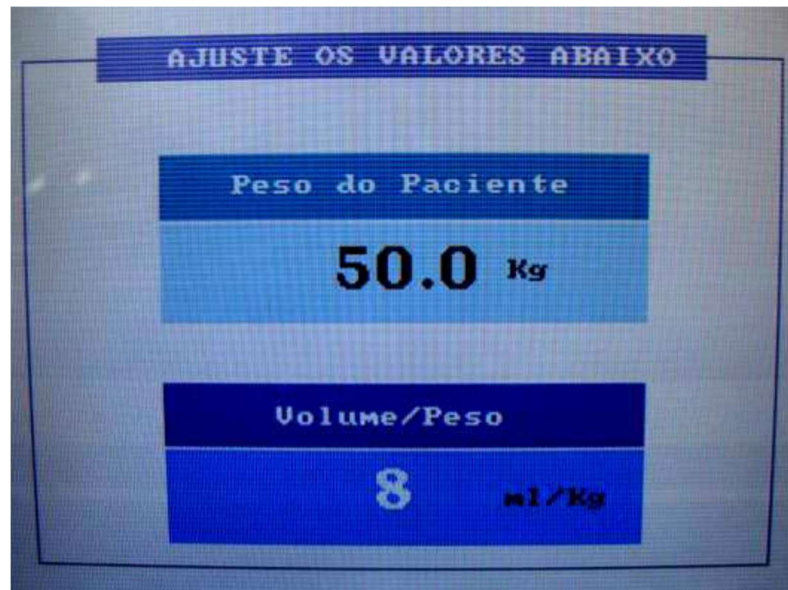 AJUSTE OS VALORES ABAIXO
Peso do Paciente
50.0 Kg
Volume/Peso
8 ml/Kg